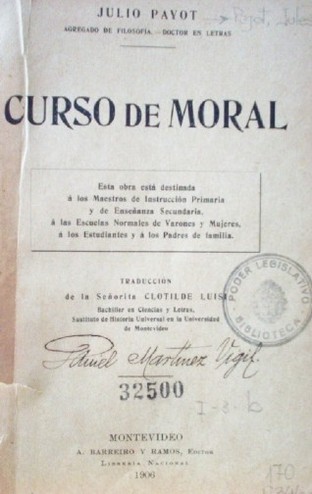 JULIO PAYOT
AGREGADO DE FILOSOFÍA. — DOCTOR EN LETRAS
CURSO DE MORAL
Esta obra está destinada
á los Maestros de Instrucción Primaria
y de Enseñanza Secundaria,
á las Escuelas Normales de Varones y Mujeres,
á los Estudiantes y á los Padres de familia.
TRADUCCIÓN
de la Señorita CLOTILDE LUISI
Bachiller en Ciencias y Letras,
Sustituto de Historia Universal en la Universidad
de Montevideo
PODER LEGISLATIVO
BIBLIOTECA
Martínez Vigil
32500
I-3-b
MONTEVIDEO
A. BARREIRO Y RAMOS, Editor
LIBRERÍA NACIONAL
1906
170